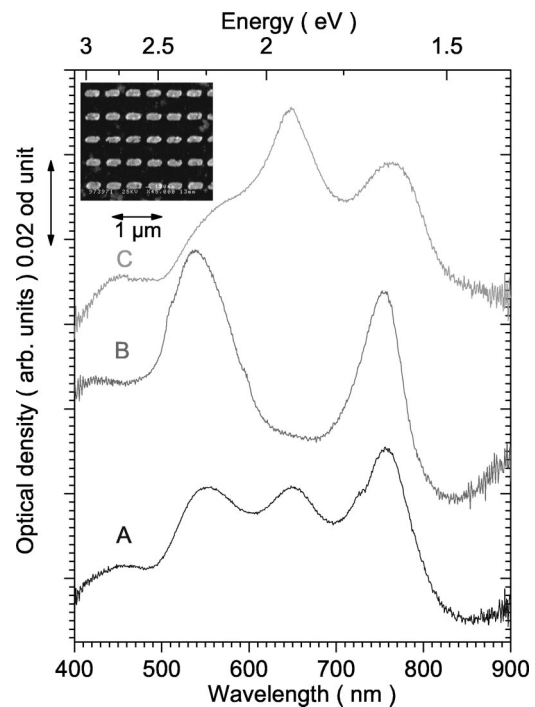 Energy ( eV )
3 2.5 2 1.5
Optical density ( arb. units ) 0.02 od unit
1 µm
C
B
A
400 500 600 700 800 900
Wavelength ( nm )